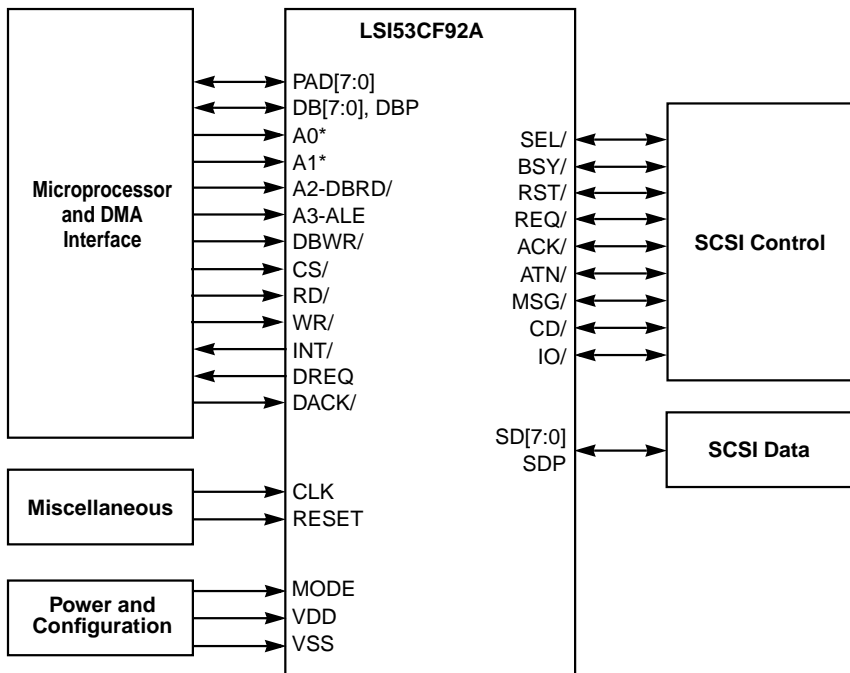 LSI53CF92A
Microprocessor
and DMA
Interface
PAD[7:0]
DB[7:0], DBP
A0*
A1*
A2-DBRD/
A3-ALE
DBWR/
CS/
RD/
WR/
INT/
DREQ
DACK/
SEL/
BSY/
RST/
REQ/
ACK/
ATN/
MSG/
CD/
IO/
SCSI Control
SD[7:0]
SDP
SCSI Data
Miscellaneous
CLK
RESET
Power and
Configuration
MODE
VDD
VSS